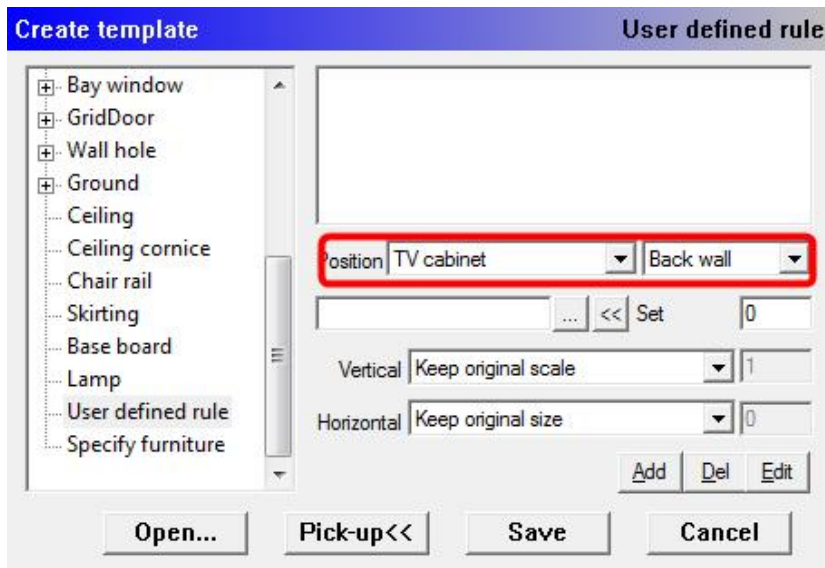 Create template
User defined rule
Bay window
GridDoor
Wall hole
Ground
Ceiling
Ceiling cornice
Chair rail
Skirting
Base board
Lamp
User defined rule
Specify furniture
Position TV cabinet Back wall
... << Set 0
Vertical Keep original scale 1
Horizontal Keep original size 0
Add Del Edit
Open... Pick-up<< Save Cancel